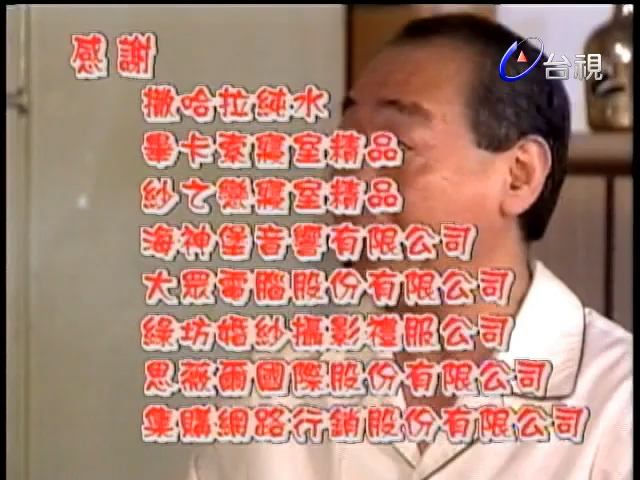 台視
感謝
撒哈拉純水
畢卡索寢室精品
紗之戀寢室精品
海神堡音響有限公司
大眾電腦股份有限公司
綠坊婚紗攝影禮服公司
思薇爾國際股份有限公司
集購網路行銷股份有限公司